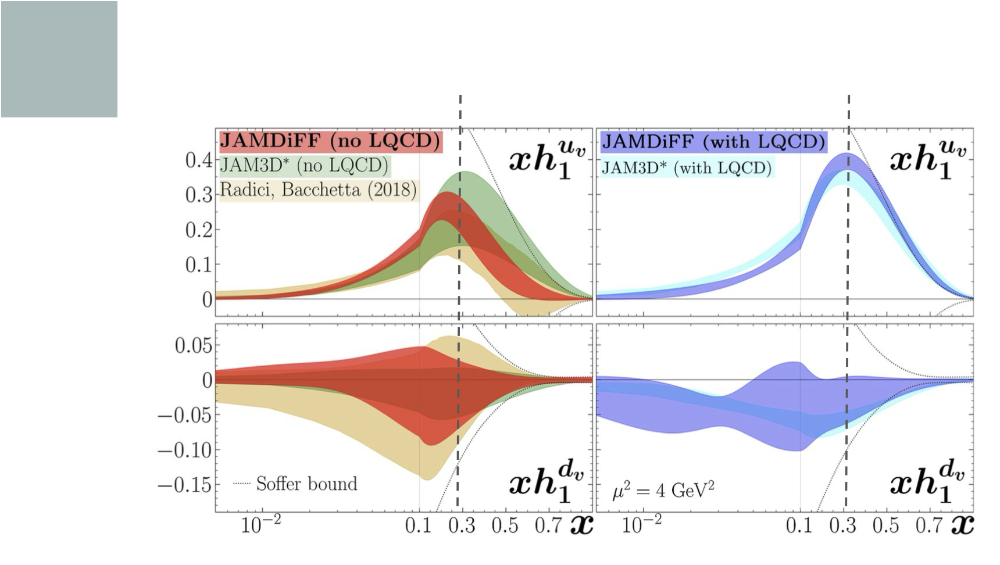 JAMDiFF (no LQCD)
JAM3D* (no LQCD)
Radici, Bacchetta (2018)
xh₁ᵘᵛ
0.4
0.3
0.2
0.1
0
JAMDiFF (with LQCD)
JAM3D* (with LQCD)
xh₁ᵘᵛ
0.05
0
−0.05
−0.10
−0.15
Soffer bound
xh₁ᵈᵛ
μ² = 4 GeV²
xh₁ᵈᵛ
10⁻² 0.1 0.3 0.5 0.7 x
10⁻² 0.1 0.3 0.5 0.7 x